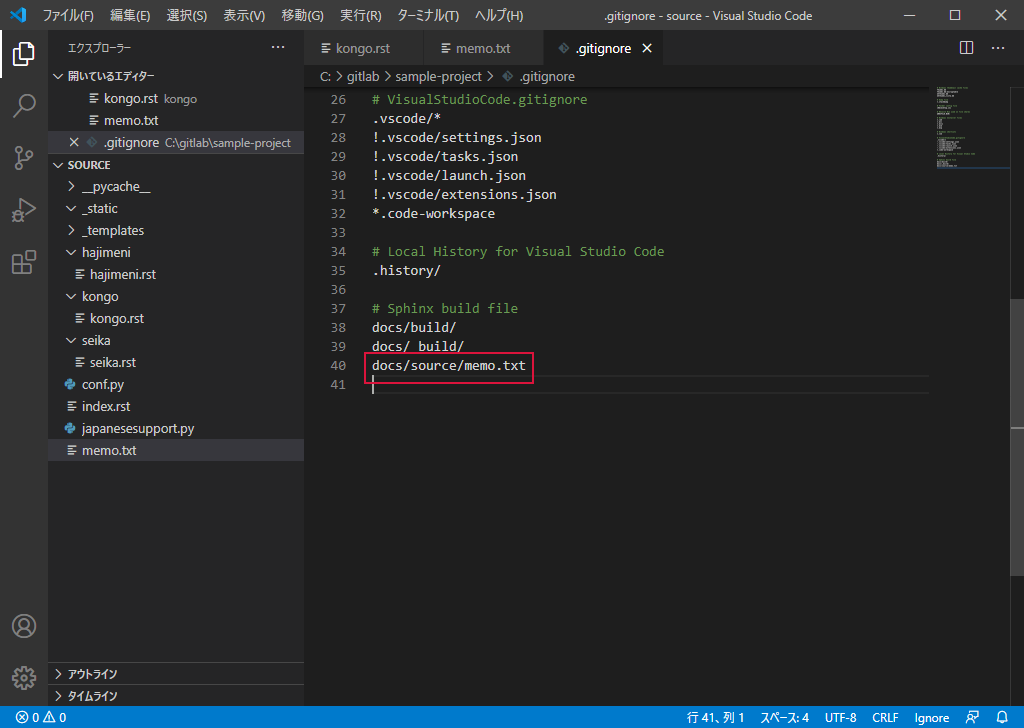 ファイル(F) 編集(E) 選択(S) 表示(V) 移動(G) 実行(R) ターミナル(T) ヘルプ(H) .gitignore - source - Visual Studio Code
エクスプローラー
開いているエディター
kongo.rst kongo
memo.txt
.gitignore C:\gitlab\sample-project
SOURCE
__pycache__
_static
_templates
hajimeni
hajimeni.rst
kongo
kongo.rst
seika
seika.rst
conf.py
index.rst
japanesesupport.py
memo.txt
アウトライン
タイムライン
kongo.rst memo.txt .gitignore
C: > gitlab > sample-project > .gitignore
26 # VisualStudioCode.gitignore
27 .vscode/*
28 !.vscode/settings.json
29 !.vscode/tasks.json
30 !.vscode/launch.json
31 !.vscode/extensions.json
32 *.code-workspace
33
34 # Local History for Visual Studio Code
35 .history/
36
37 # Sphinx build file
38 docs/build/
39 docs/_build/
40 docs/source/memo.txt
41
0 0 行 41、列 1 スペース: 4 UTF-8 CRLF Ignore